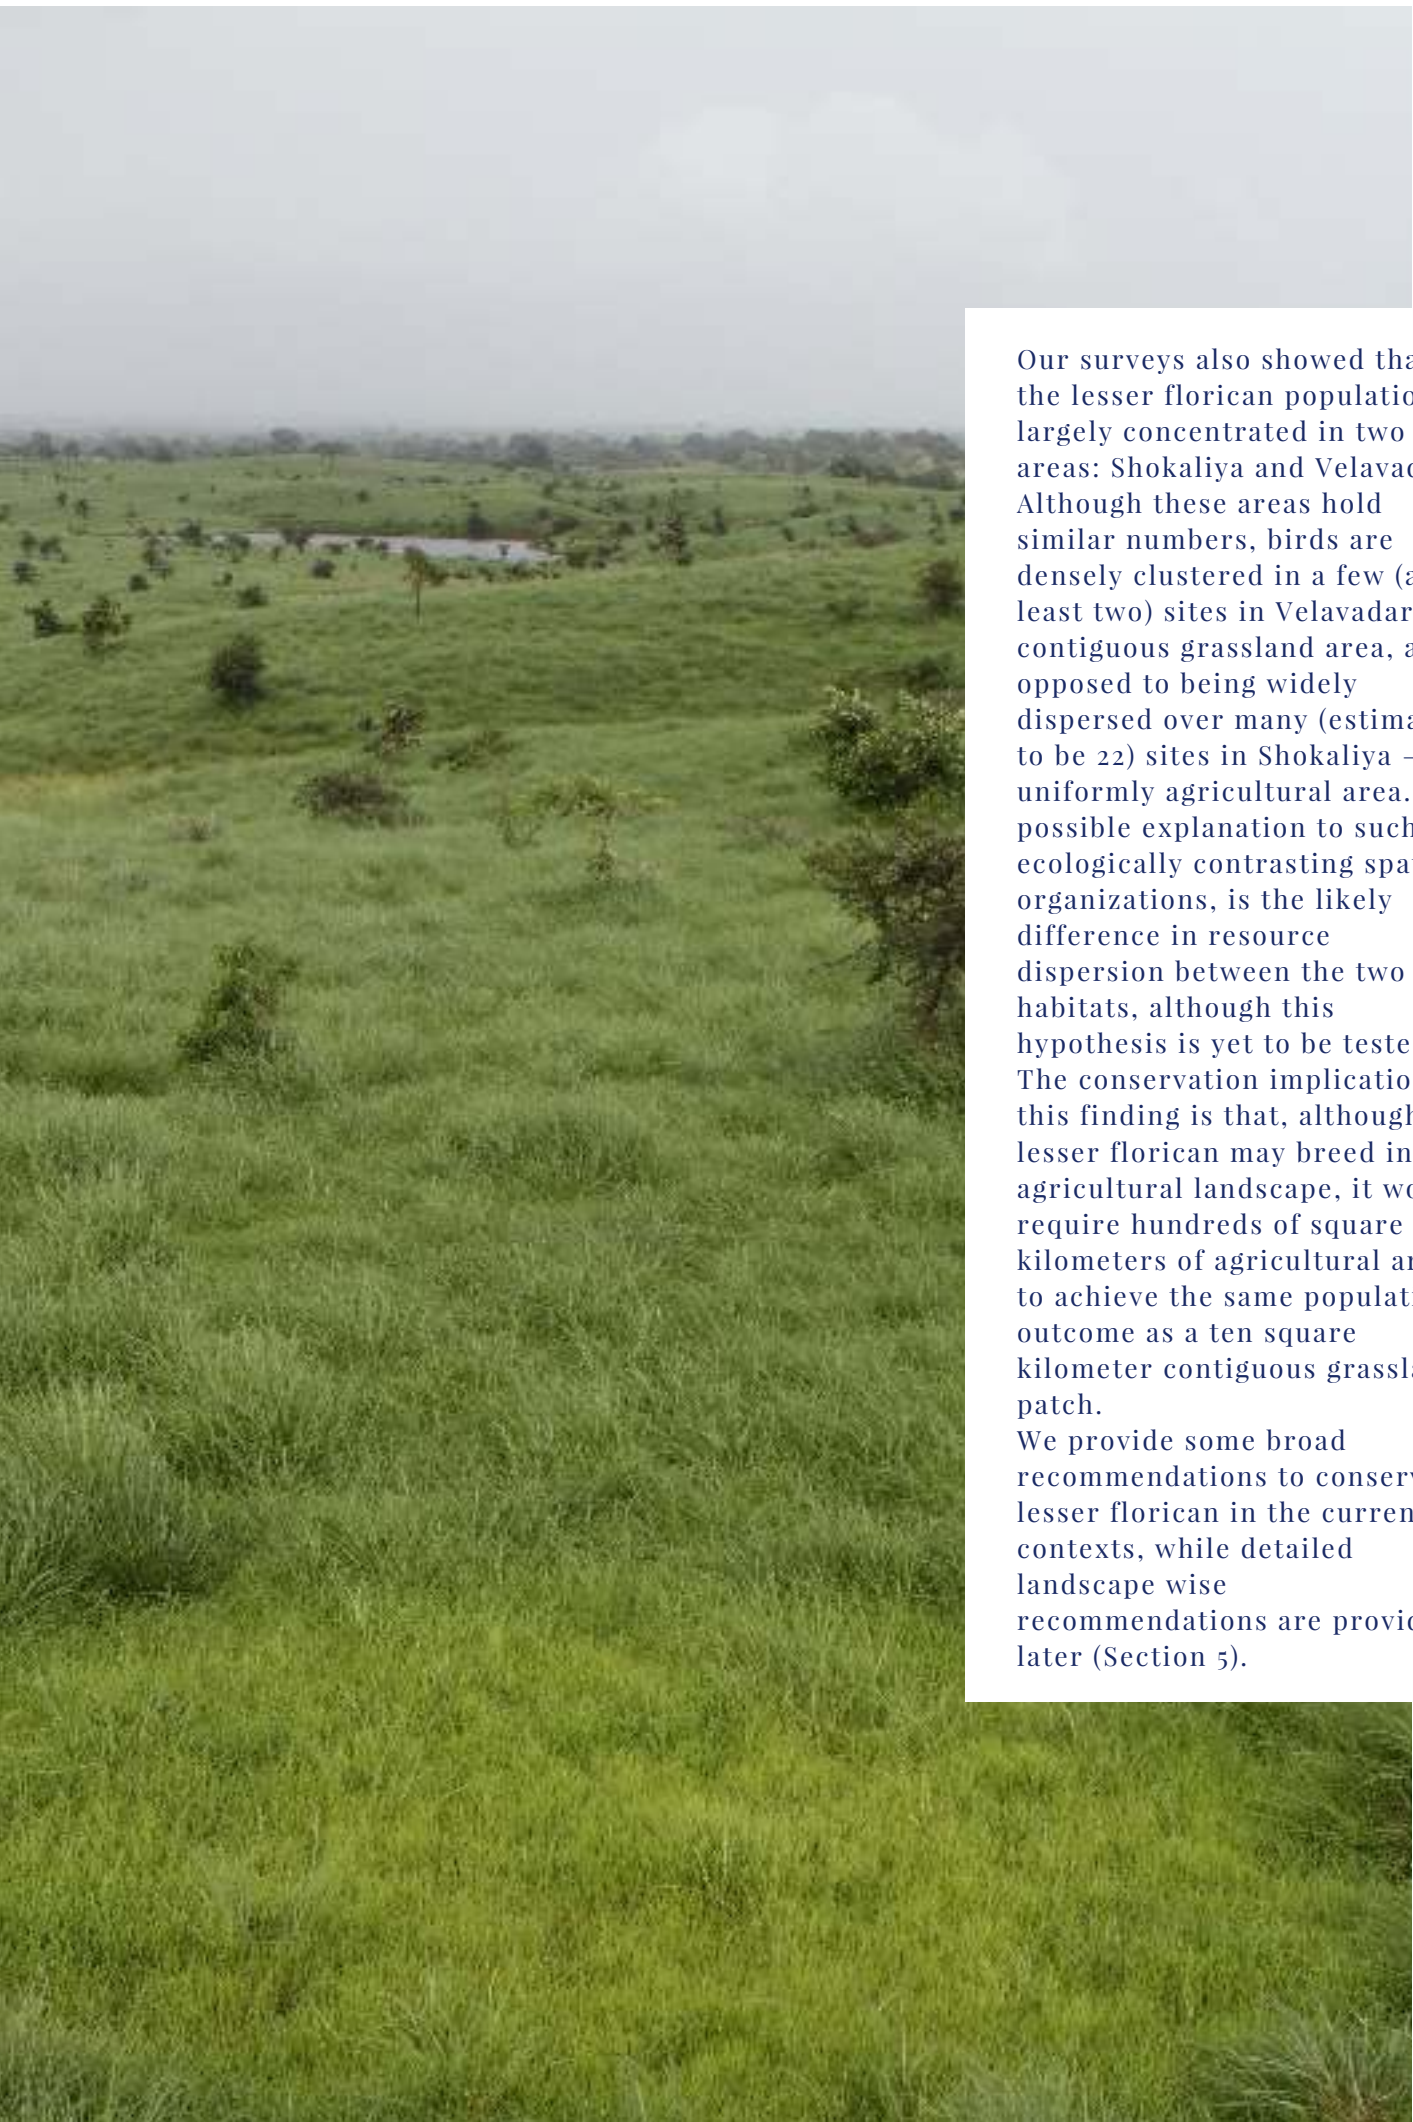 Our surveys also showed tha
the lesser florican populatio
largely concentrated in two
areas: Shokaliya and Velavad
Although these areas hold
similar numbers, birds are
densely clustered in a few (a
least two) sites in Velavadar
contiguous grassland area, a
opposed to being widely
dispersed over many (estima
to be 22) sites in Shokaliya –
uniformly agricultural area.
possible explanation to such
ecologically contrasting spa
organizations, is the likely
difference in resource
dispersion between the two
habitats, although this
hypothesis is yet to be teste
The conservation implicatio
this finding is that, although
lesser florican may breed in
agricultural landscape, it wo
require hundreds of square
kilometers of agricultural ar
to achieve the same populat
outcome as a ten square
kilometer contiguous grassla
patch.
We provide some broad
recommendations to conserv
lesser florican in the curren
contexts, while detailed
landscape wise
recommendations are provid
later (Section 5).